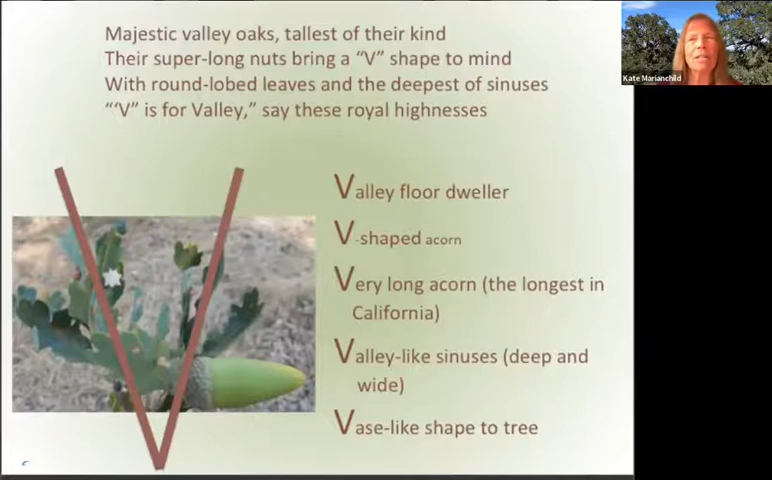 Majestic valley oaks, tallest of their kind
Their super-long nuts bring a “V” shape to mind
With round-lobed leaves and the deepest of sinuses
“‘V” is for Valley,” say these royal highnesses
Valley floor dweller
V-shaped acorn
Very long acorn (the longest in
California)
Valley-like sinuses (deep and
wide)
Vase-like shape to tree
Kate Marianchild